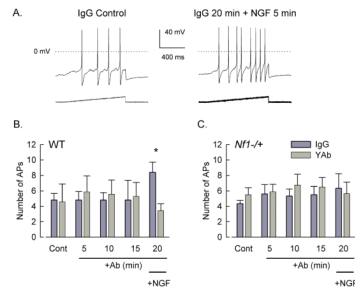 A.
IgG Control
IgG 20 min + NGF 5 min
40 mV
0 mV
400 ms
B.
WT
*
Number of APs
12
10
8
6
4
2
0
Cont
5
10
15
20
+Ab (min)
+NGF
C.
Nf1-/+
IgG
YAb
Number of APs
12
10
8
6
4
2
0
Cont
5
10
15
20
+Ab (min)
+NGF